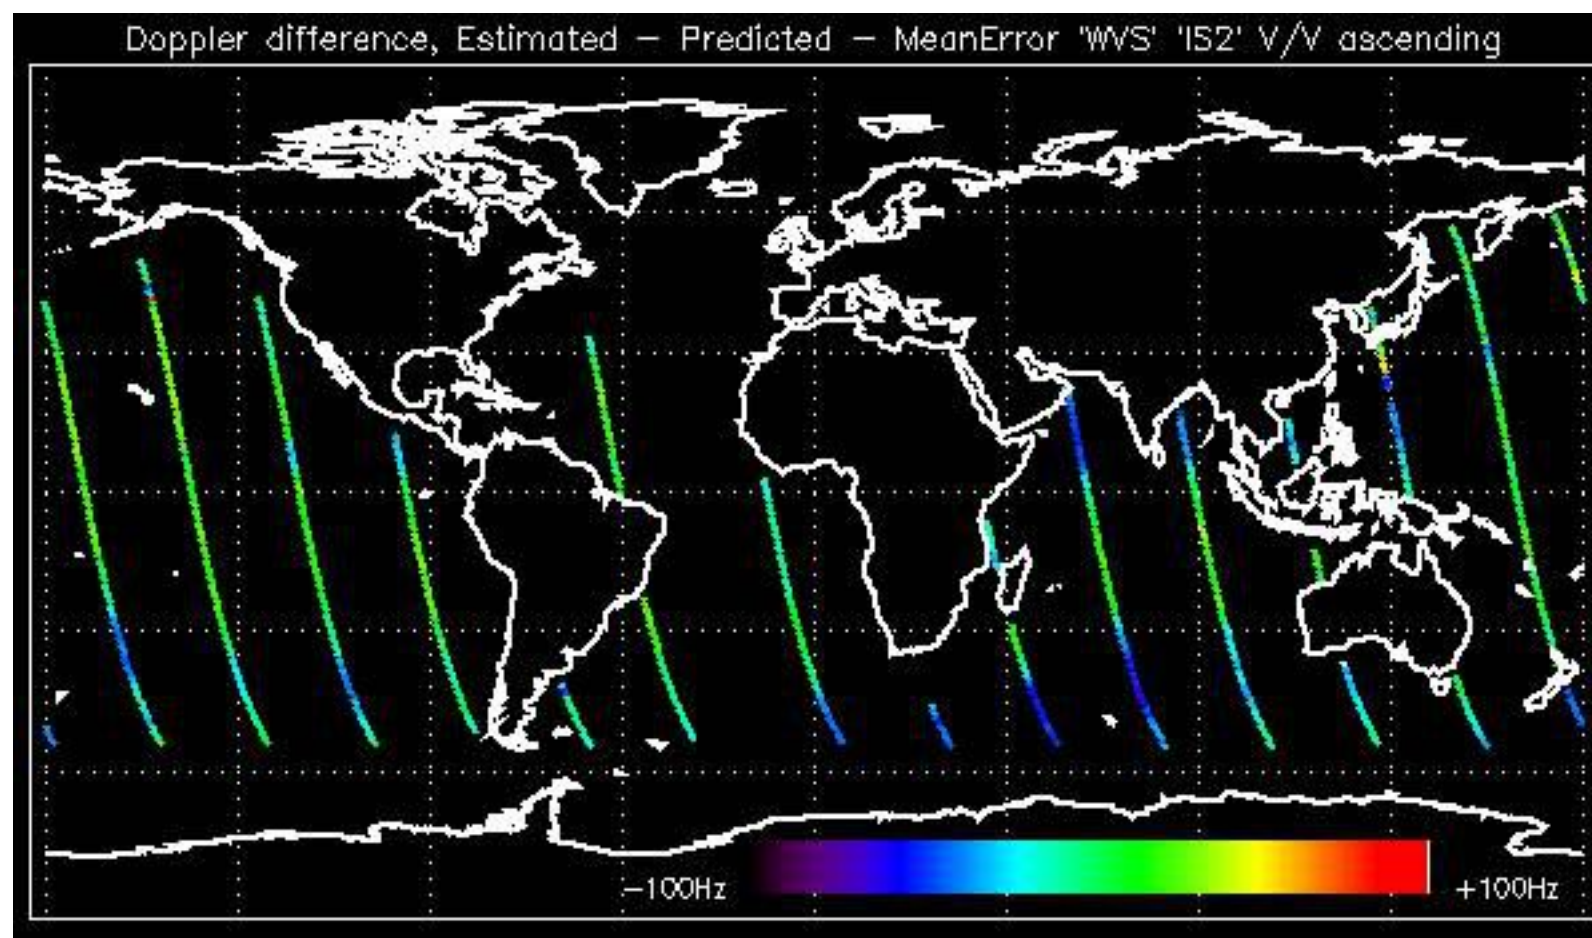 Doppler difference, Estimated – Predicted – MeanError 'WVS' 'IS2' V/V ascending
–100Hz
+100Hz